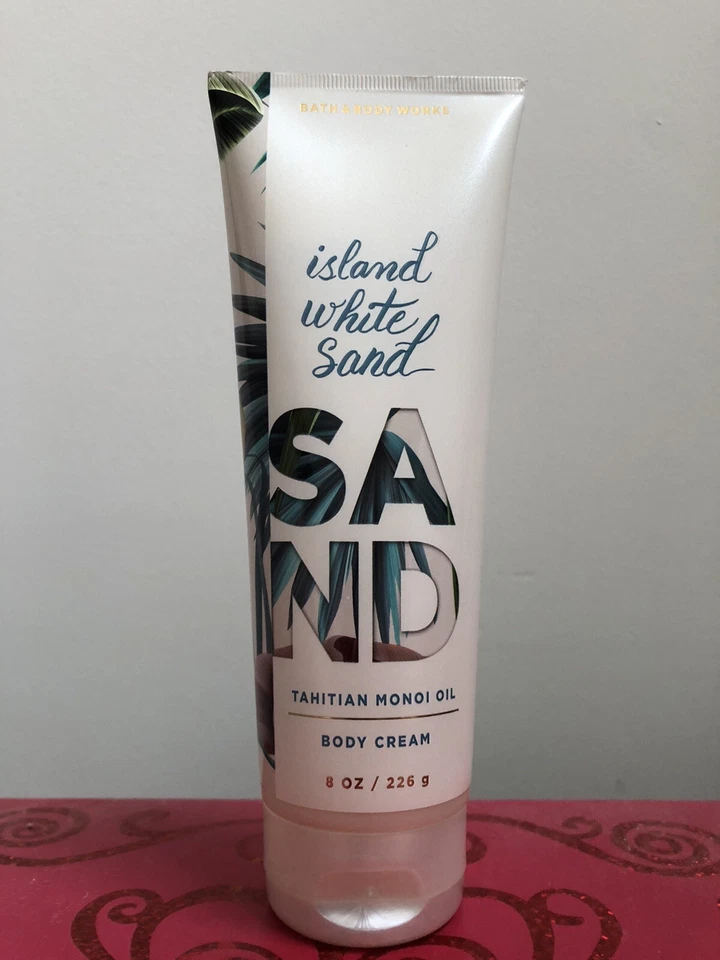 BATH & BODY WORKS
island
white
sand
SA
ND
TAHITIAN MONOI OIL
BODY CREAM
8 OZ / 226 g